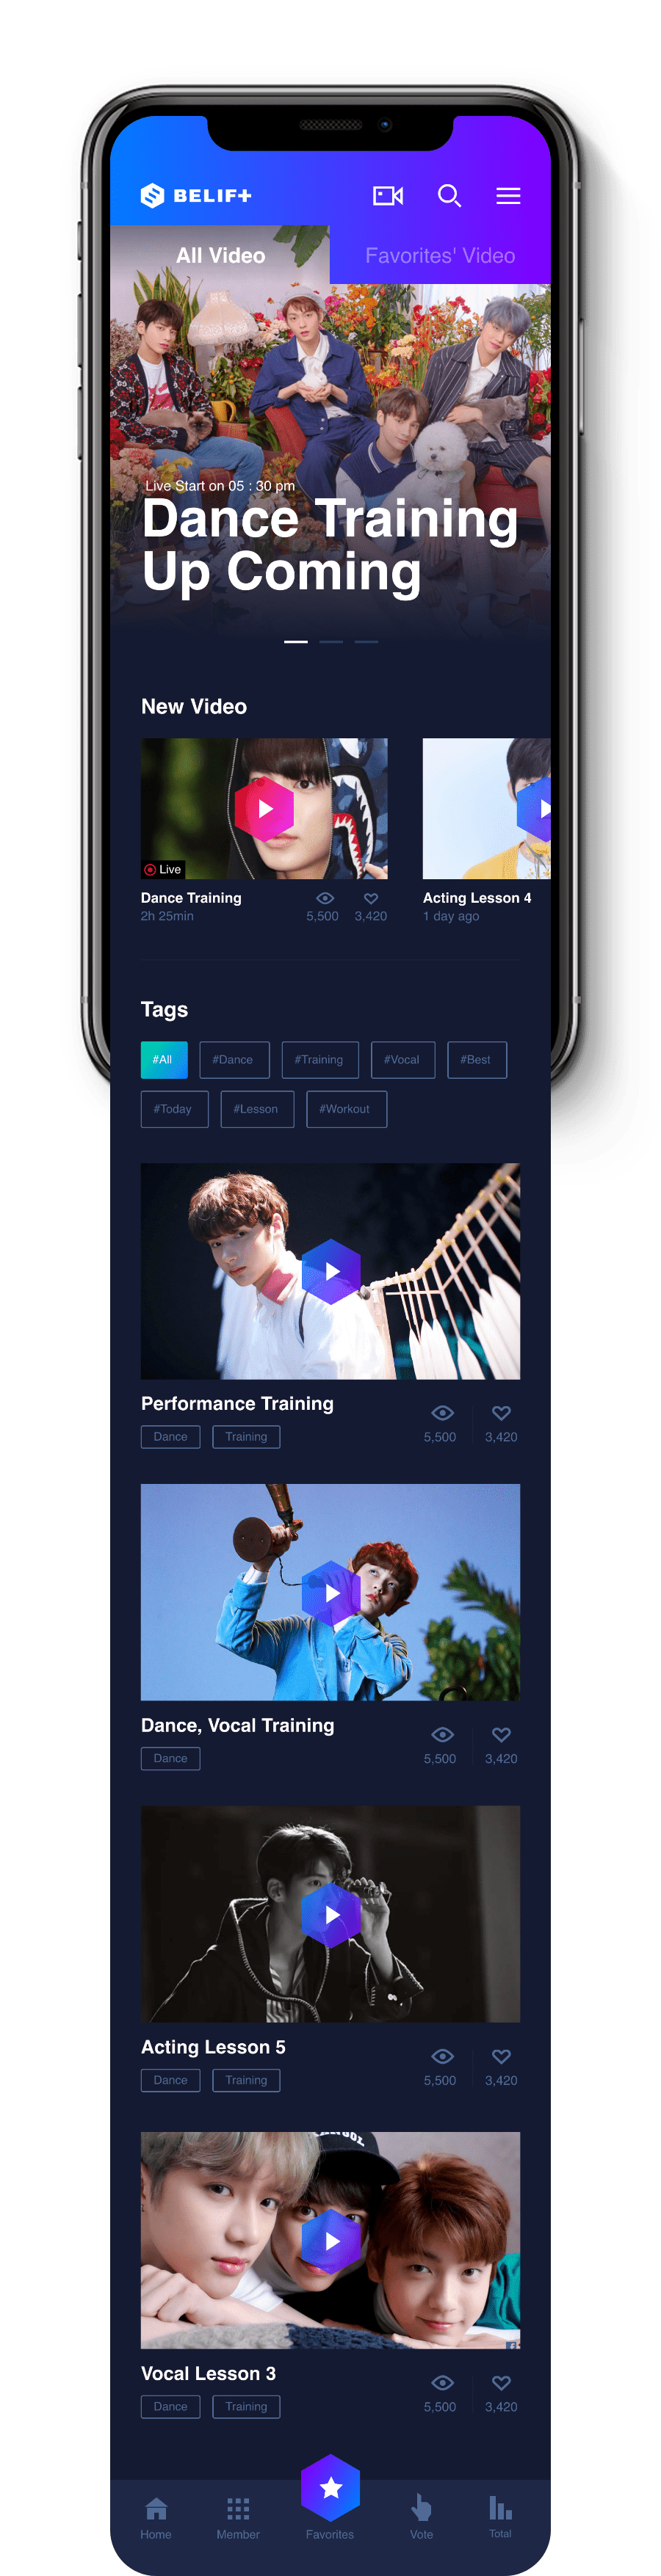 BELIF+
All Video
Favorites' Video
Live Start on 05 : 30 pm
Dance Training
Up Coming
New Video
Live
Dance Training
2h 25min
5,500
3,420
Acting Lesson 4
1 day ago
Tags
#All
#Dance
#Training
#Vocal
#Best
#Today
#Lesson
#Workout
Performance Training
Dance
Training
5,500
3,420
Dance, Vocal Training
Dance
5,500
3,420
Acting Lesson 5
Dance
Training
5,500
3,420
Vocal Lesson 3
Dance
Training
5,500
3,420
Home
Member
Favorites
Vote
Total